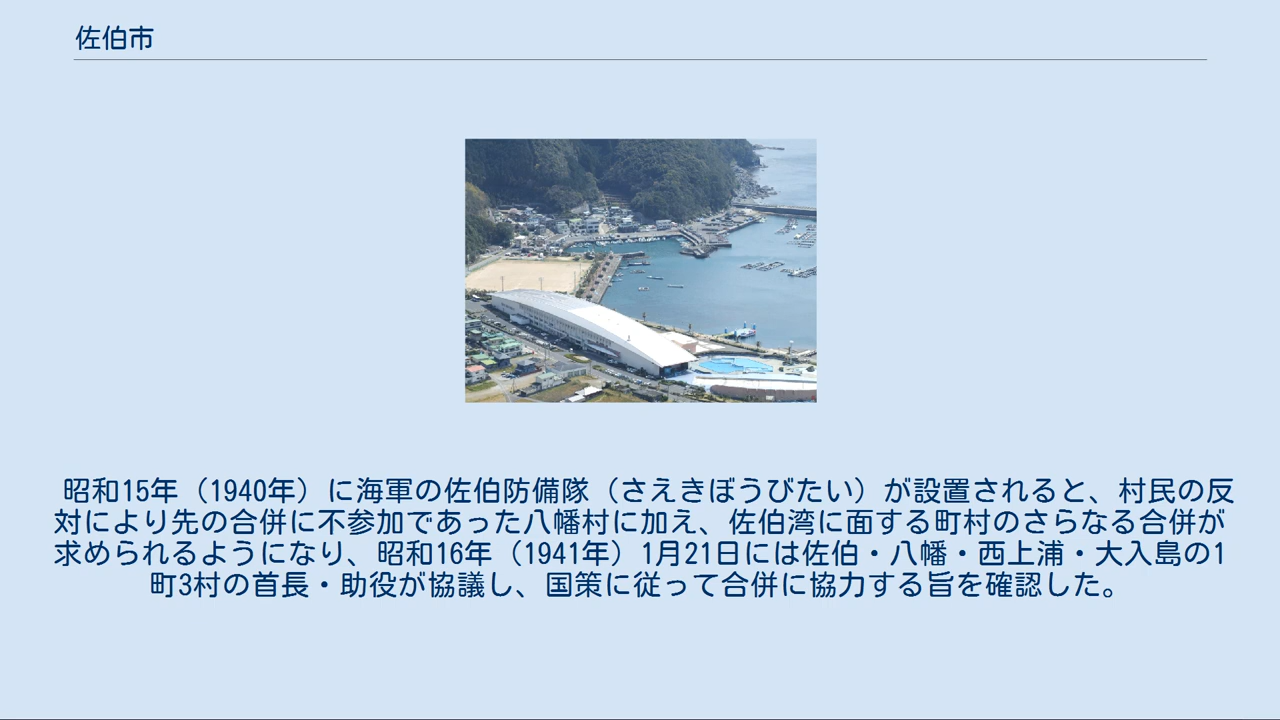 佐伯市
昭和15年（1940年）に海軍の佐伯防備隊（さえきぼうびたい）が設置されると、村民の反
対により先の合併に不参加であった八幡村に加え、佐伯湾に面する町村のさらなる合併が
求められるようになり、昭和16年（1941年）1月21日には佐伯・八幡・西上浦・大入島の1
町3村の首長・助役が協議し、国策に従って合併に協力する旨を確認した。